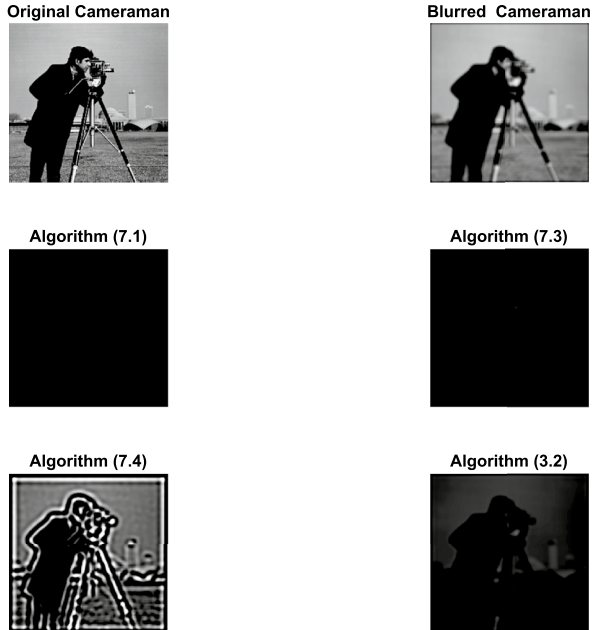 Original Cameraman
Blurred Cameraman
Algorithm (7.1)
Algorithm (7.3)
Algorithm (7.4)
Algorithm (3.2)